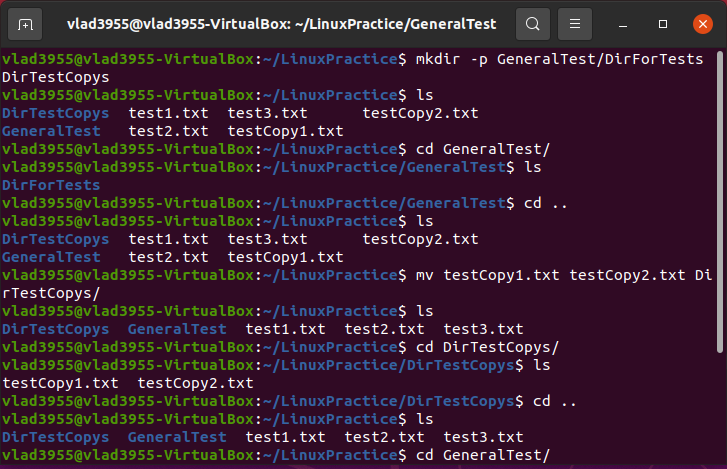 vlad3955@vlad3955-VirtualBox: ~/LinuxPractice/GeneralTest
vlad3955@vlad3955-VirtualBox:~/LinuxPractice$ mkdir -p GeneralTest/DirForTests
DirTestCopys
vlad3955@vlad3955-VirtualBox:~/LinuxPractice$ ls
DirTestCopys  test1.txt  test3.txt      testCopy2.txt
GeneralTest   test2.txt  testCopy1.txt
vlad3955@vlad3955-VirtualBox:~/LinuxPractice$ cd GeneralTest/
vlad3955@vlad3955-VirtualBox:~/LinuxPractice/GeneralTest$ ls
DirForTests
vlad3955@vlad3955-VirtualBox:~/LinuxPractice/GeneralTest$ cd ..
vlad3955@vlad3955-VirtualBox:~/LinuxPractice$ ls
DirTestCopys  test1.txt  test3.txt      testCopy2.txt
GeneralTest   test2.txt  testCopy1.txt
vlad3955@vlad3955-VirtualBox:~/LinuxPractice$ mv testCopy1.txt testCopy2.txt Di
rTestCopys/
vlad3955@vlad3955-VirtualBox:~/LinuxPractice$ ls
DirTestCopys  GeneralTest  test1.txt  test2.txt  test3.txt
vlad3955@vlad3955-VirtualBox:~/LinuxPractice$ cd DirTestCopys/
vlad3955@vlad3955-VirtualBox:~/LinuxPractice/DirTestCopys$ ls
testCopy1.txt  testCopy2.txt
vlad3955@vlad3955-VirtualBox:~/LinuxPractice/DirTestCopys$ cd ..
vlad3955@vlad3955-VirtualBox:~/LinuxPractice$ ls
DirTestCopys  GeneralTest  test1.txt  test2.txt  test3.txt
vlad3955@vlad3955-VirtualBox:~/LinuxPractice$ cd GeneralTest/